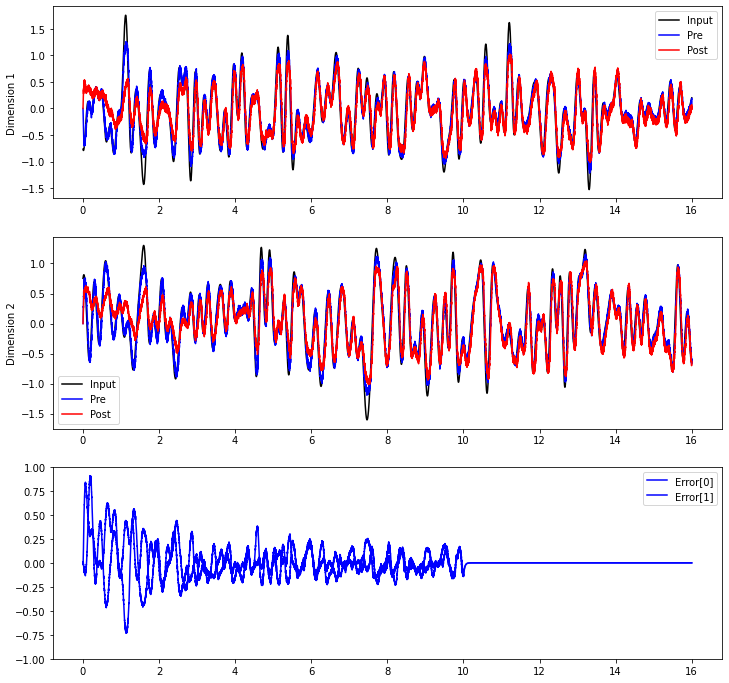 Dimension 1
1.5
1.0
0.5
0.0
−0.5
−1.0
−1.5
Input
Pre
Post
0 2 4 6 8 10 12 14 16
Dimension 2
1.0
0.5
0.0
−0.5
−1.0
−1.5
Input
Pre
Post
0 2 4 6 8 10 12 14 16
1.00
0.75
0.50
0.25
0.00
−0.25
−0.50
−0.75
−1.00
Error[0]
Error[1]
0 2 4 6 8 10 12 14 16